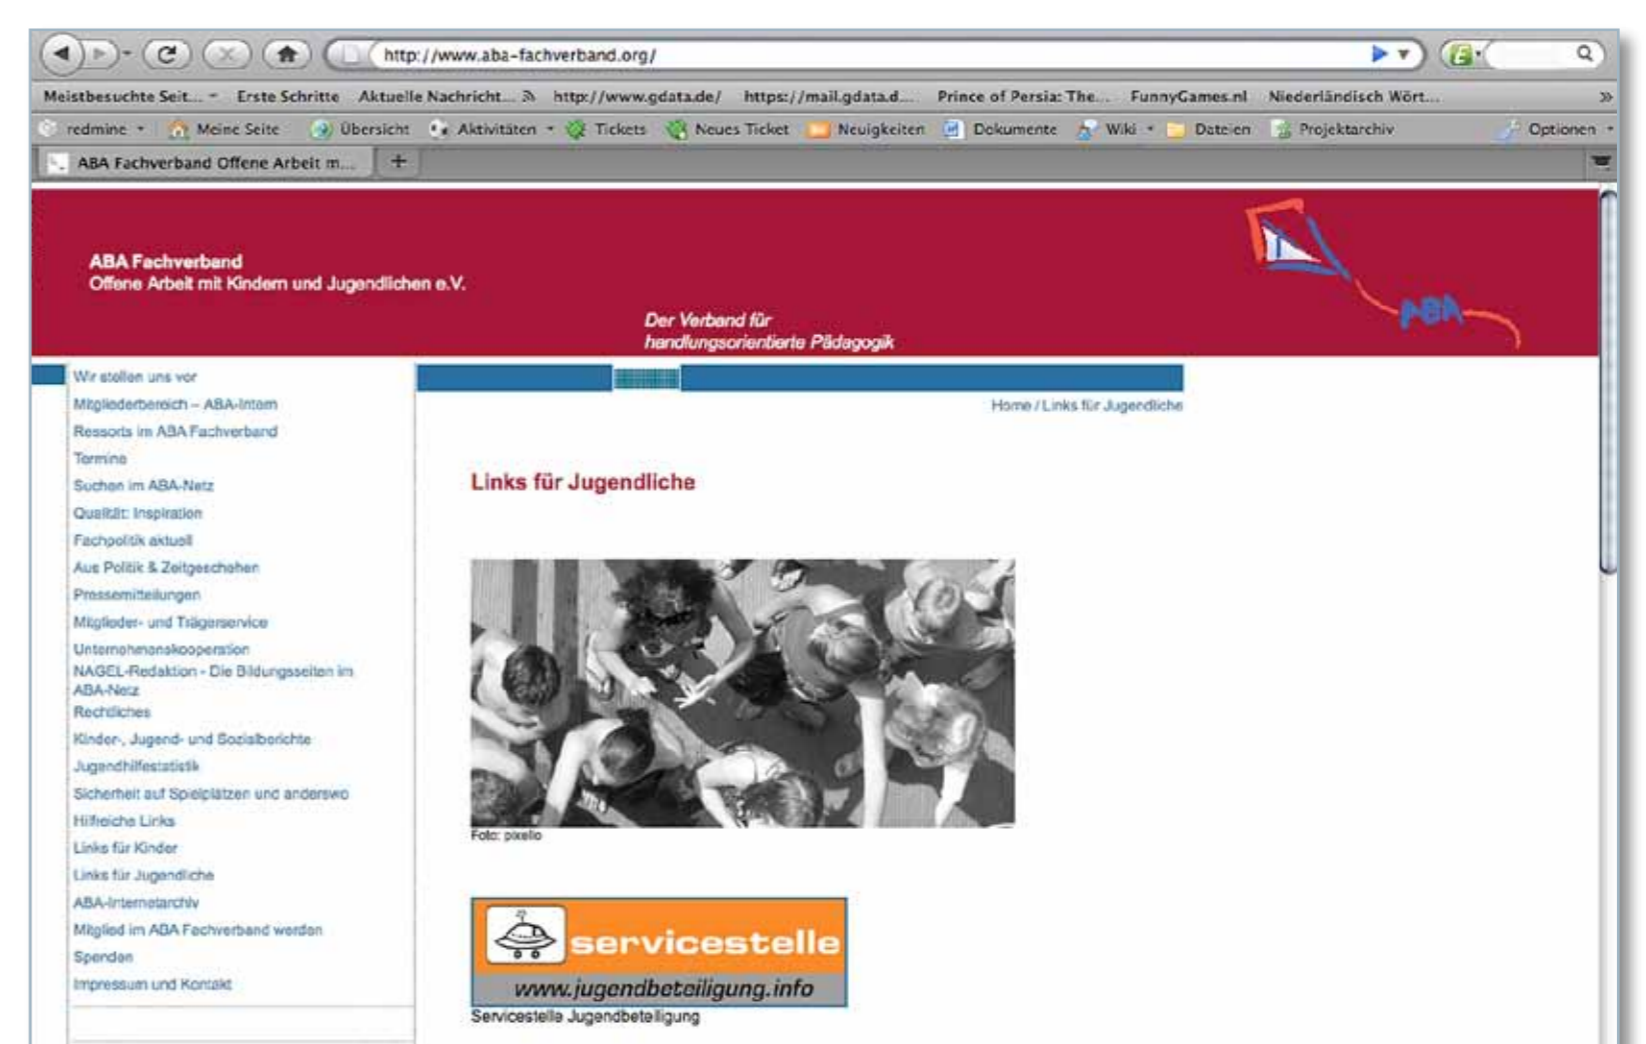 http://www.aba-fachverband.org/
Meistbesuchte Seit... Erste Schritte Aktuelle Nachricht... http://www.gdata.de/ https://mail.gdata.d... Prince of Persia: The... FunnyGames.nl Niederländisch Wört...
redmine Meine Seite Übersicht Aktivitäten Tickets Neues Ticket Neuigkeiten Dokumente Wiki Dateien Projektarchiv Optionen
ABA Fachverband Offene Arbeit m...
ABA Fachverband
Offene Arbeit mit Kindern und Jugendlichen e.V.
Der Verband für
handlungsorientierte Pädagogik
ABA
Wir stellen uns vor
Mitgliederbereich – ABA-Intern
Ressorts im ABA Fachverband
Termine
Suchen im ABA-Netz
Qualität: Inspiration
Fachpolitik aktuell
Aus Politik & Zeitgeschehen
Pressemitteilungen
Mitglieder- und Trägerservice
Unternehmenskooperation
NAGEL-Redaktion - Die Bildungsseiten im
ABA-Netz
Rechtliches
Kinder-, Jugend- und Sozialberichte
Jugendhilfestatistik
Sicherheit auf Spielplätzen und anderswo
Hilfreiche Links
Links für Kinder
Links für Jugendliche
ABA-Internetarchiv
Mitglied im ABA Fachverband werden
Spenden
Impressum und Kontakt
Home / Links für Jugendliche
Links für Jugendliche
Foto: pixelio
servicestelle
www.jugendbeteiligung.info
Servicestelle Jugendbeteiligung